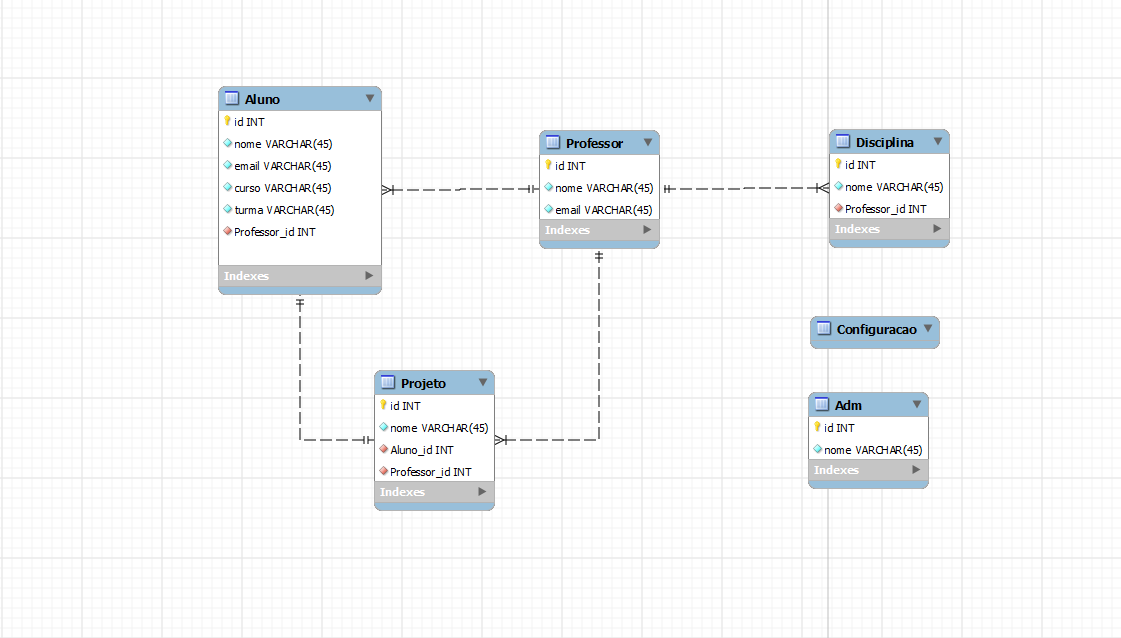 Aluno
id INT
nome VARCHAR(45)
email VARCHAR(45)
curso VARCHAR(45)
turma VARCHAR(45)
Professor_id INT
Indexes
Professor
id INT
nome VARCHAR(45)
email VARCHAR(45)
Indexes
Disciplina
id INT
nome VARCHAR(45)
Professor_id INT
Indexes
Configuracao
Projeto
id INT
nome VARCHAR(45)
Aluno_id INT
Professor_id INT
Indexes
Adm
id INT
nome VARCHAR(45)
Indexes